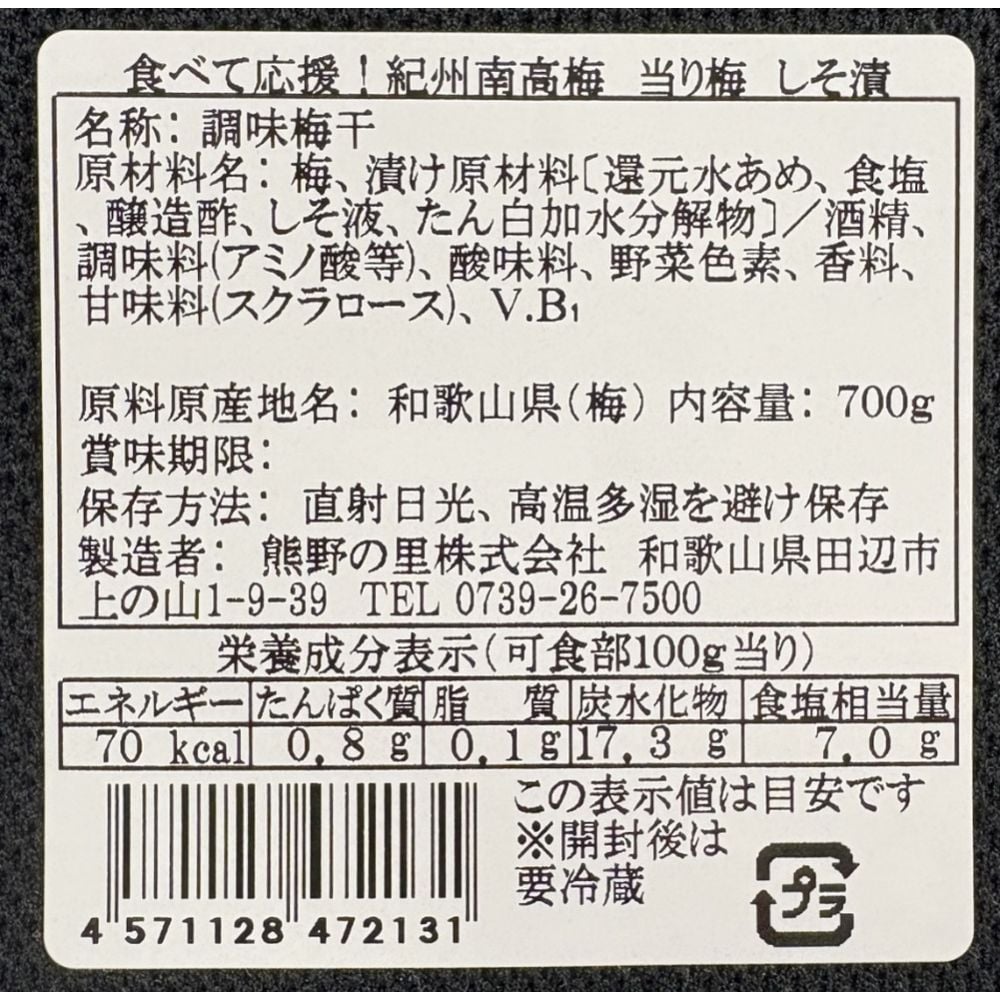 食べて応援！紀州南高梅 当り梅 しそ漬
名称：調味梅干
原材料名：梅、漬け原材料〔還元水あめ、食塩
、醸造酢、しそ液、たん白加水分解物〕／酒精、
調味料(アミノ酸等)、酸味料、野菜色素、香料、
甘味料(スクラロース)、V.B₁
原料原産地名：和歌山県(梅) 内容量：700g
賞味期限：
保存方法：直射日光、高温多湿を避け保存
製造者：熊野の里株式会社 和歌山県田辺市
上の山1-9-39 TEL 0739-26-7500
栄養成分表示(可食部100g当り)
エネルギー たんぱく質 脂 質 炭水化物 食塩相当量
70 kcal 0.8 g 0.1g 17.3 g 7.0 g
この表示値は目安です
※開封後は
要冷蔵
プラ
4 571128 472131